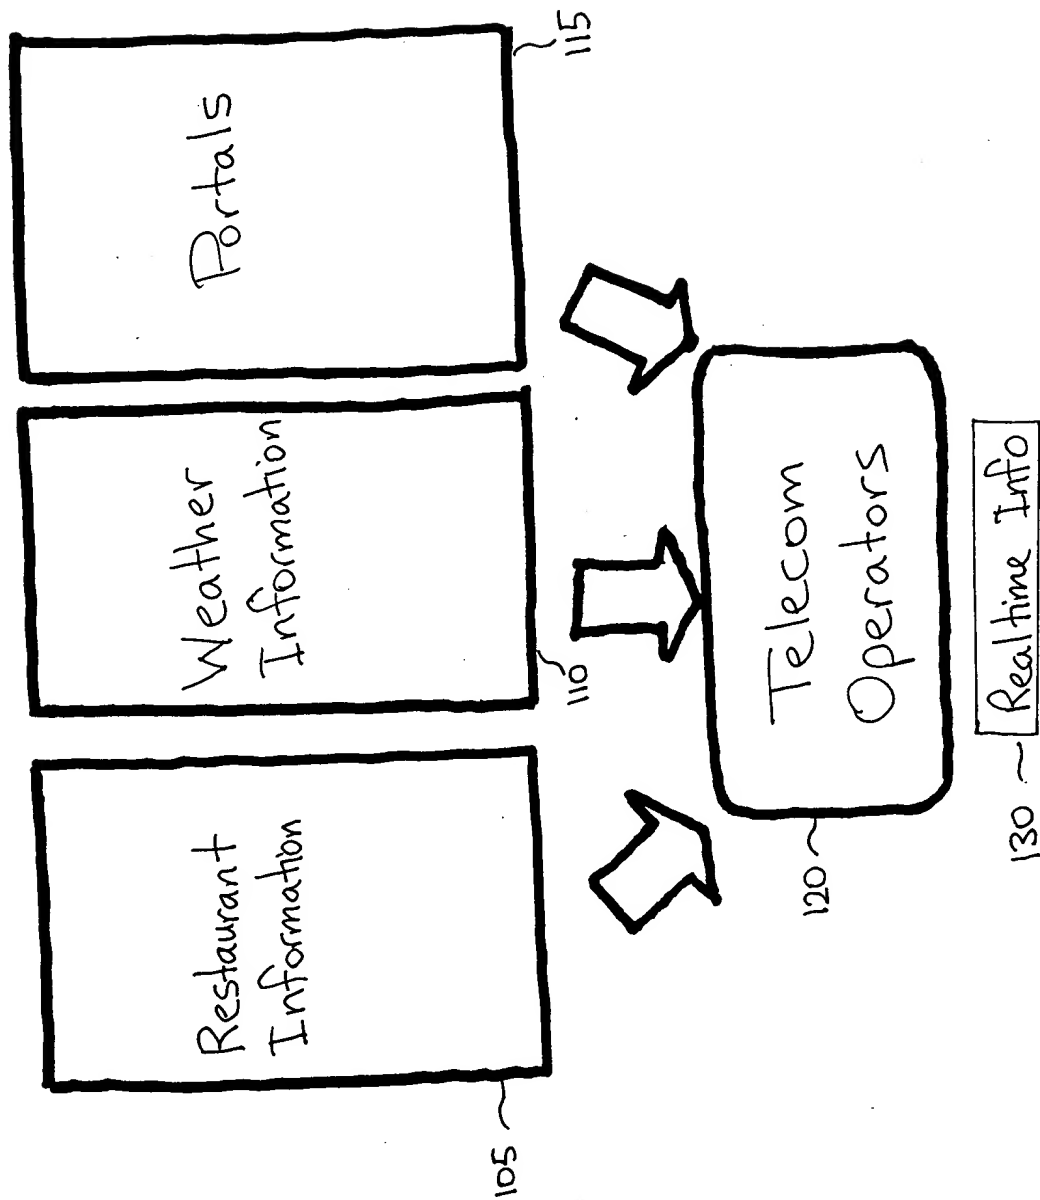 Restaurant
Information
105
Weather
Information
110
Portals
115
Telecom
Operators
120
130
Realtime Info